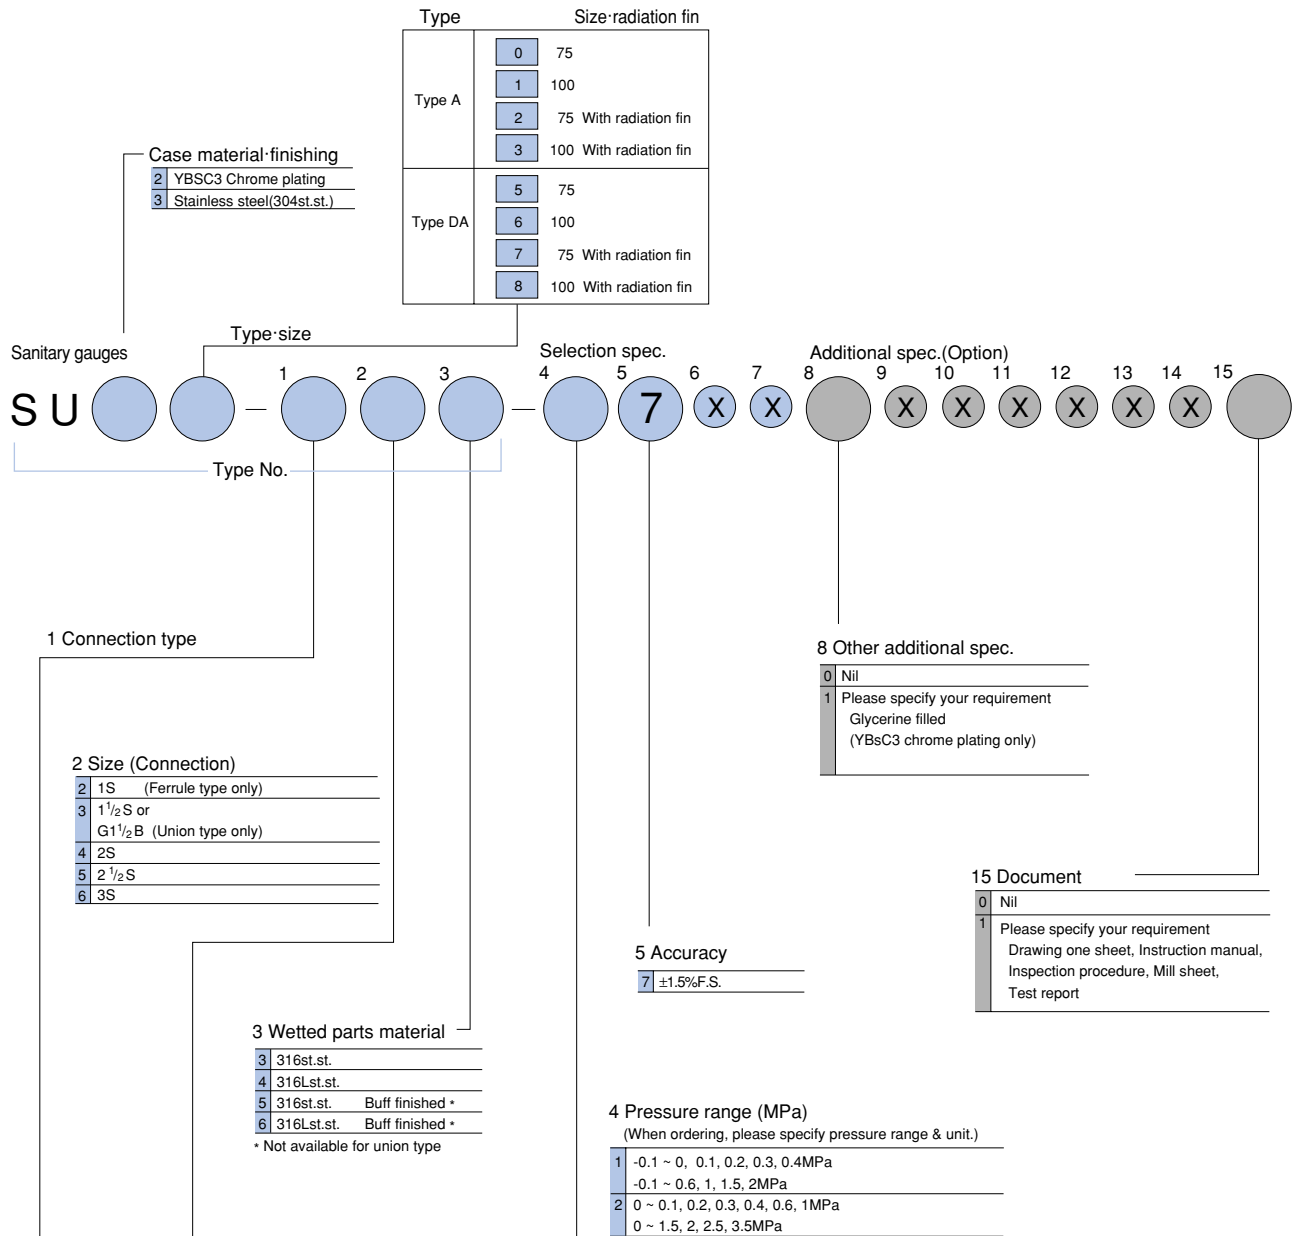 Type Size·radiation fin
Type A
0 75
1 100
2 75 With radiation fin
3 100 With radiation fin
Type DA
5 75
6 100
7 75 With radiation fin
8 100 With radiation fin
Case material·finishing
2 YBSC3 Chrome plating
3 Stainless steel(304st.st.)
Type·size
Sanitary gauges
Selection spec.
Additional spec.(Option)
1 2 3 4 5 6 7 8 9 10 11 12 13 14 15
S U — — 7 X X X X X X X X
Type No.
1 Connection type
8 Other additional spec.
0 Nil
1 Please specify your requirement
Glycerine filled
(YBsC3 chrome plating only)
2 Size (Connection)
2 1S (Ferrule type only)
3 1 1/2 S or
G1 1/2 B (Union type only)
4 2S
5 2 1/2 S
6 3S
15 Document
0 Nil
1 Please specify your requirement
Drawing one sheet, Instruction manual,
Inspection procedure, Mill sheet,
Test report
5 Accuracy
7 ±1.5%F.S.
3 Wetted parts material
3 316st.st.
4 316Lst.st.
5 316st.st. Buff finished *
6 316Lst.st. Buff finished *
* Not available for union type
4 Pressure range (MPa)
(When ordering, please specify pressure range & unit.)
1 -0.1 ~ 0, 0.1, 0.2, 0.3, 0.4MPa
-0.1 ~ 0.6, 1, 1.5, 2MPa
2 0 ~ 0.1, 0.2, 0.3, 0.4, 0.6, 1MPa
0 ~ 1.5, 2, 2.5, 3.5MPa